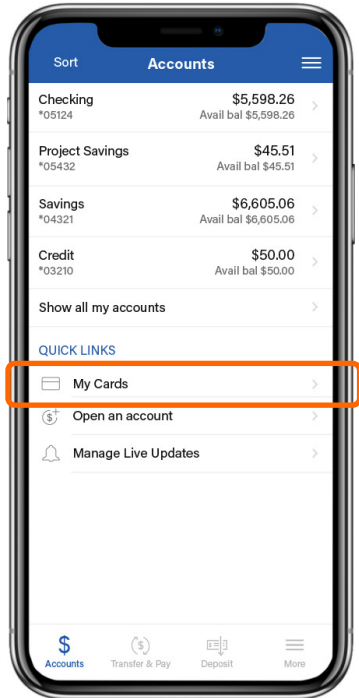 Sort Accounts
Checking $5,598.26
*05124 Avail bal $5,598.26
Project Savings $45.51
*05432 Avail bal $45.51
Savings $6,605.06
*04321 Avail bal $6,605.06
Credit $50.00
*03210 Avail bal $50.00
Show all my accounts
QUICK LINKS
My Cards
Open an account
Manage Live Updates
Accounts Transfer & Pay Deposit More